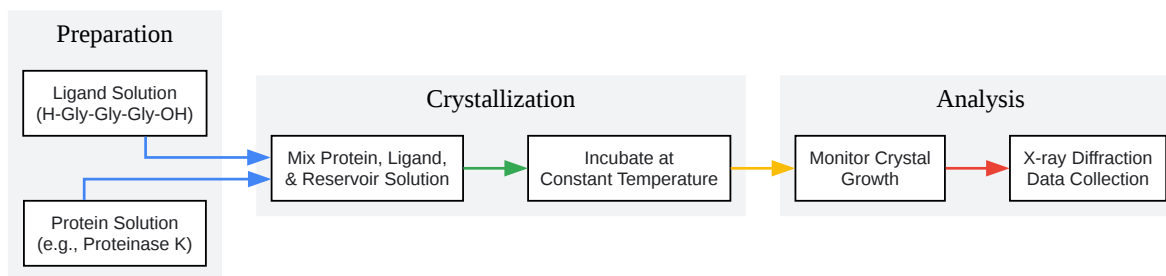 Preparation
Ligand Solution
(H-Gly-Gly-Gly-OH)
Protein Solution
(e.g., Proteinase K)
Crystallization
Mix Protein, Ligand,
& Reservoir Solution
Incubate at
Constant Temperature
Analysis
Monitor Crystal
Growth
X-ray Diffraction
Data Collection